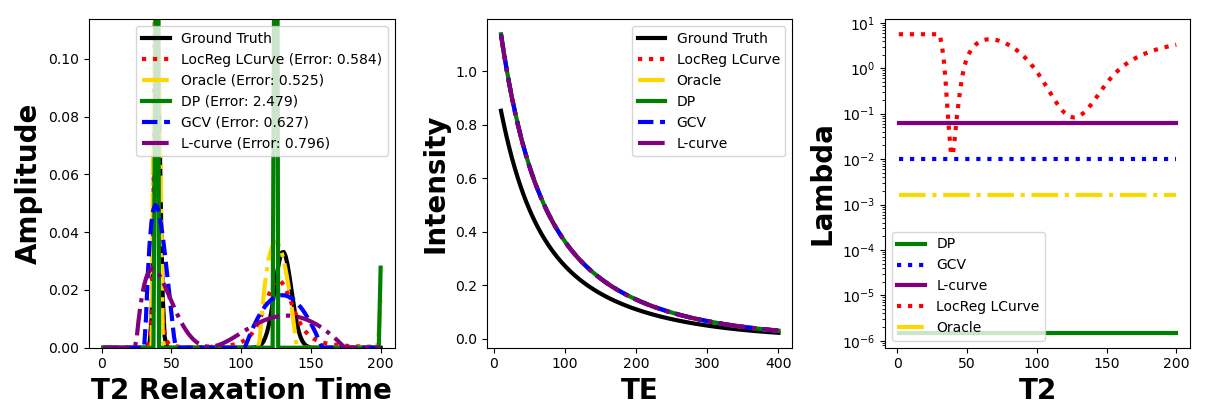 Amplitude
0.00
0.02
0.04
0.06
0.08
0.10
Ground Truth
LocReg LCurve (Error: 0.584)
Oracle (Error: 0.525)
DP (Error: 2.479)
GCV (Error: 0.627)
L-curve (Error: 0.796)
0 50 100 150 200
T2 Relaxation Time
Intensity
0.0
0.2
0.4
0.6
0.8
1.0
Ground Truth
LocReg LCurve
Oracle
DP
GCV
L-curve
0 100 200 300 400
TE
Lambda
10¹
10⁰
10⁻¹
10⁻²
10⁻³
10⁻⁴
10⁻⁵
10⁻⁶
DP
GCV
L-curve
LocReg LCurve
Oracle
0 50 100 150 200
T2